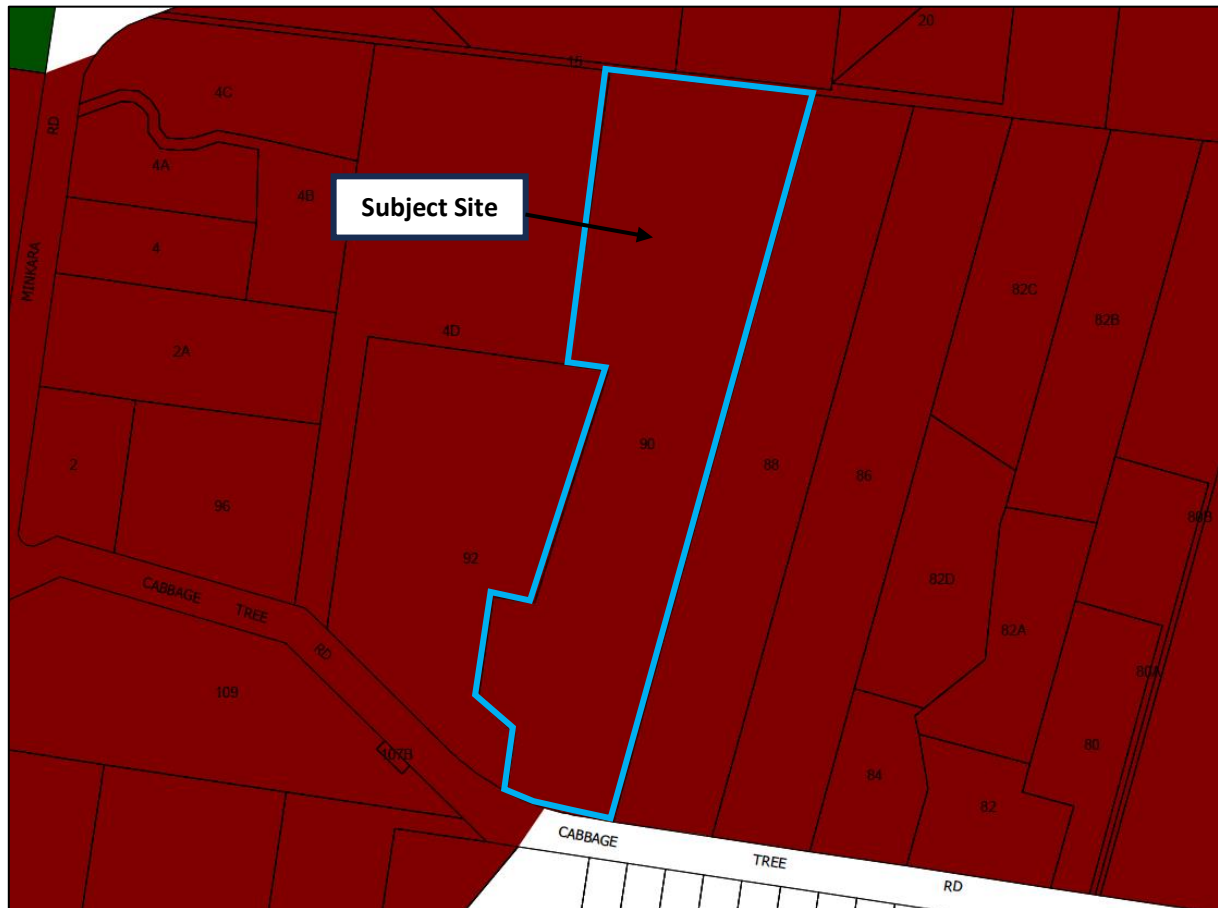 20
15
4C
RD
4A
4B
Subject Site
4
MINKARA
82C
82B
4D
2A
90
2
88
86
96
80B
92
82D
CABBAGE TREE RD
82A
80A
109
107B
80
84
82
CABBAGE TREE RD